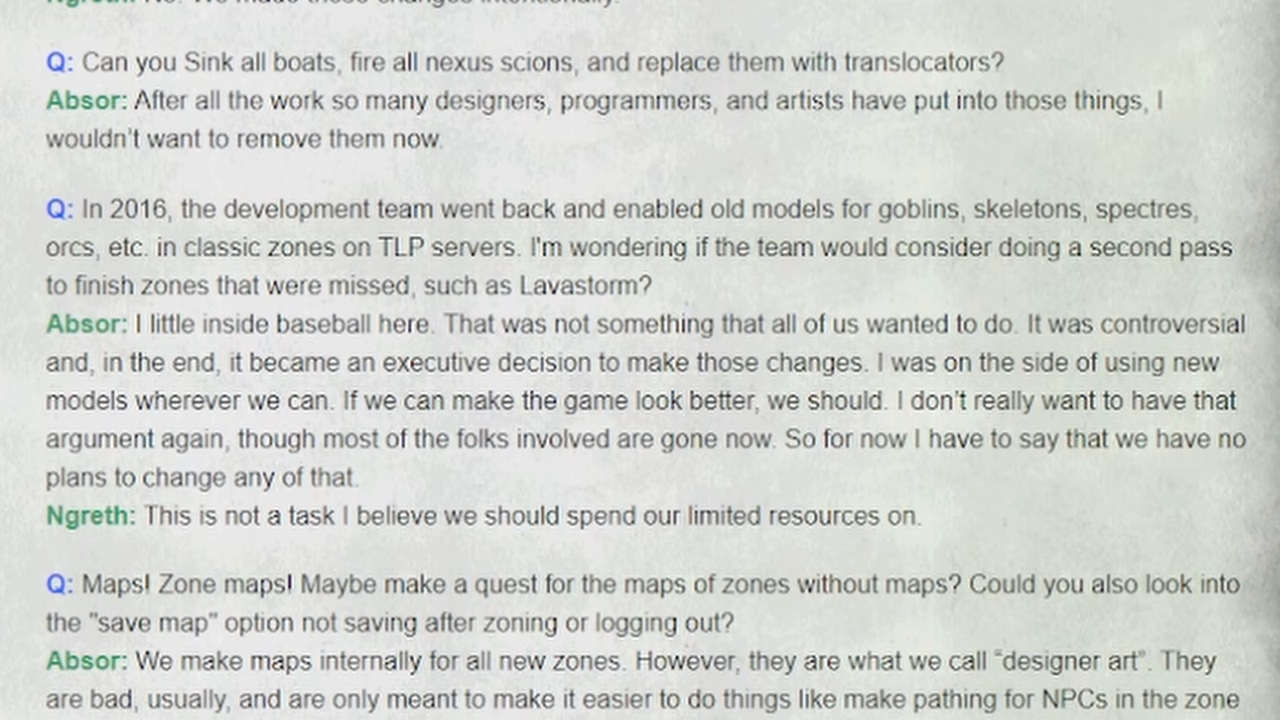 Ngreth: No. We made those changes intentionally.
Q: Can you Sink all boats, fire all nexus scions, and replace them with translocators?
Absor: After all the work so many designers, programmers, and artists have put into those things, I
wouldn't want to remove them now.
Q: In 2016, the development team went back and enabled old models for goblins, skeletons, spectres,
orcs, etc. in classic zones on TLP servers. I'm wondering if the team would consider doing a second pass
to finish zones that were missed, such as Lavastorm?
Absor: I little inside baseball here. That was not something that all of us wanted to do. It was controversial
and, in the end, it became an executive decision to make those changes. I was on the side of using new
models wherever we can. If we can make the game look better, we should. I don't really want to have that
argument again, though most of the folks involved are gone now. So for now I have to say that we have no
plans to change any of that.
Ngreth: This is not a task I believe we should spend our limited resources on.
Q: Maps! Zone maps! Maybe make a quest for the maps of zones without maps? Could you also look into
the "save map" option not saving after zoning or logging out?
Absor: We make maps internally for all new zones. However, they are what we call “designer art”. They
are bad, usually, and are only meant to make it easier to do things like make pathing for NPCs in the zone